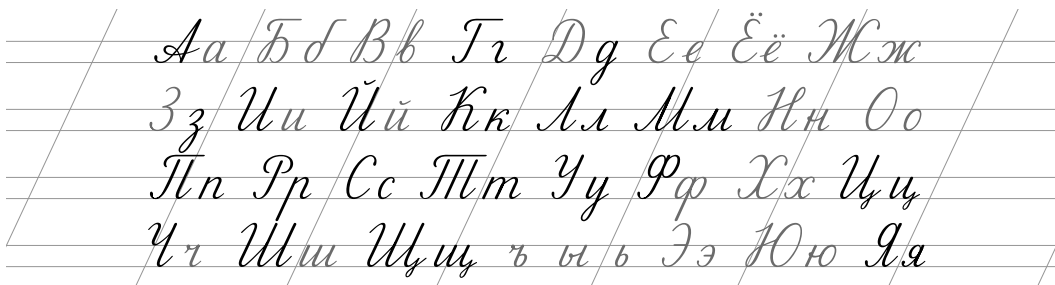 Аа Бб Вв Гг Дд Ее Ёё Жж
Зз Ии Йй Кк Лл Мм Нн Оо
Пп Рр Сс Тт Уу Фф Хх Цц
Чч Шш Щщ ъ ы ь Ээ Юю Яя